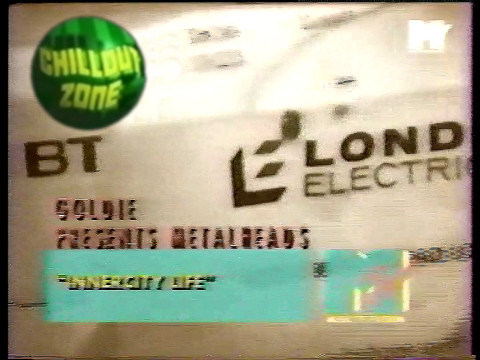 CHILLOUT
ZONE
BT
LOND
ELECTRI
GOLDIE
PRESENTS METALHEADS
"INNERCITY LIFE"